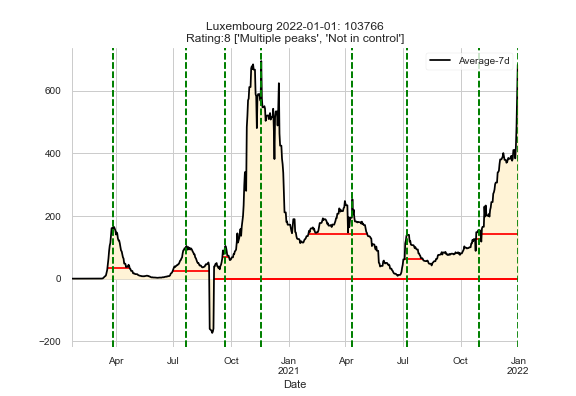 Luxembourg 2022-01-01: 103766
Rating:8 ['Multiple peaks', 'Not in control']
Average-7d
600
400
200
0
−200
Apr
Jul
Oct
Jan
2021
Apr
Jul
Oct
Jan
2022
Date